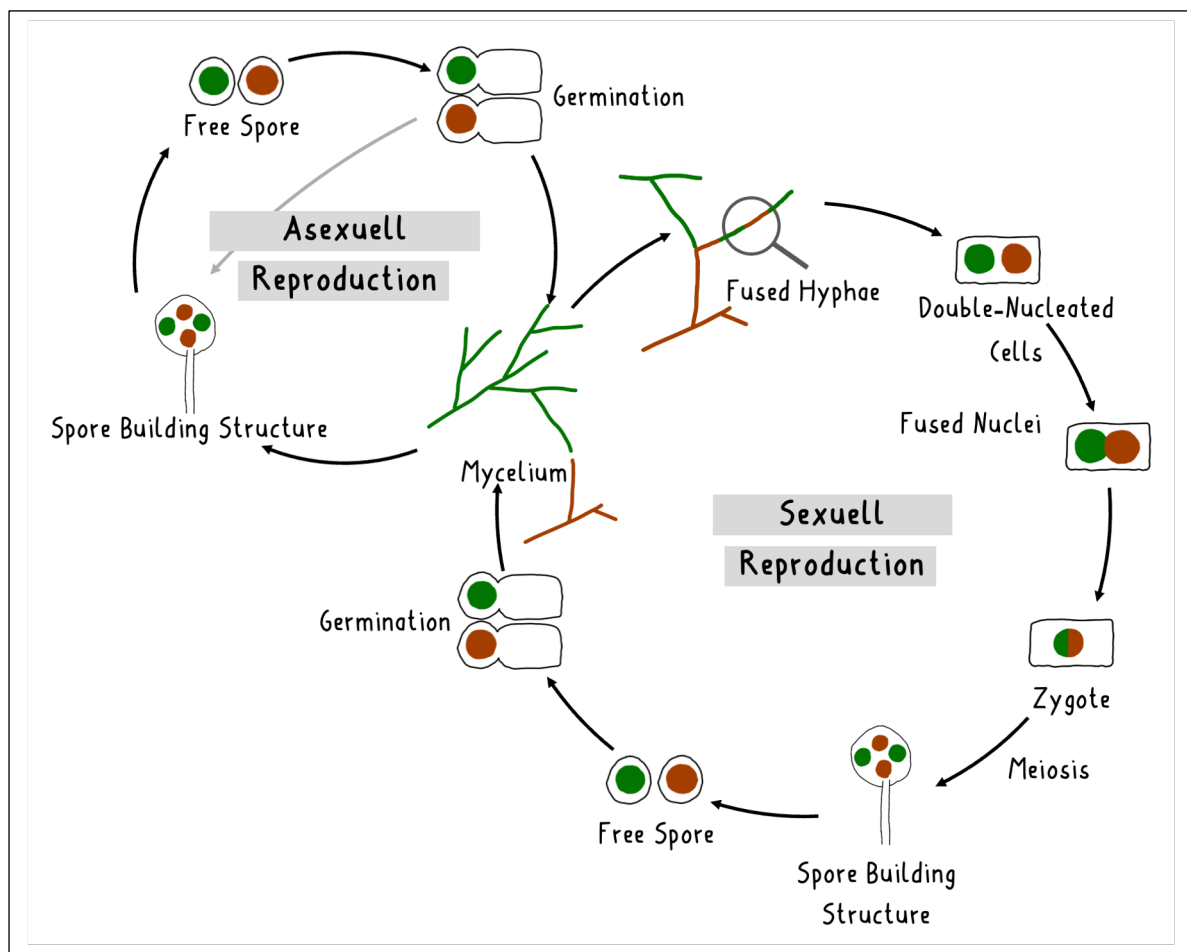 Free Spore
Germination
Asexuell
Reproduction
Spore Building Structure
Mycelium
Fused Hyphae
Double-Nucleated
Cells
Fused Nuclei
Sexuell
Reproduction
Zygote
Meiosis
Spore Building
Structure
Free Spore
Germination